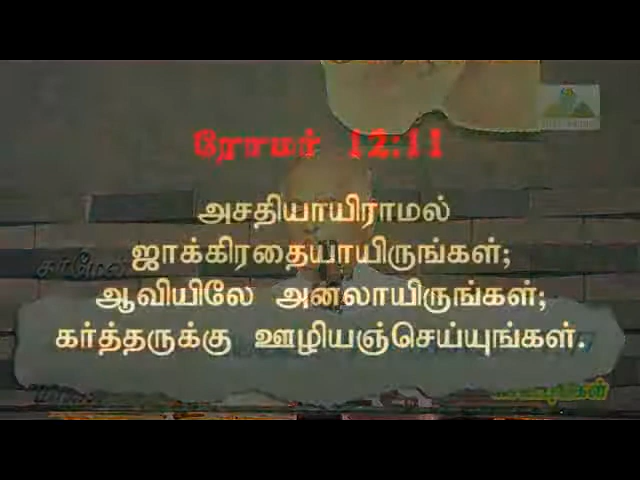 ரோமர் 12:11
அசதியாயிராமல்
ஜாக்கிரதையாயிருங்கள்;
ஆவியிலே அனலாயிருங்கள்;
கர்த்தருக்கு ஊழியஞ்செய்யுங்கள்.